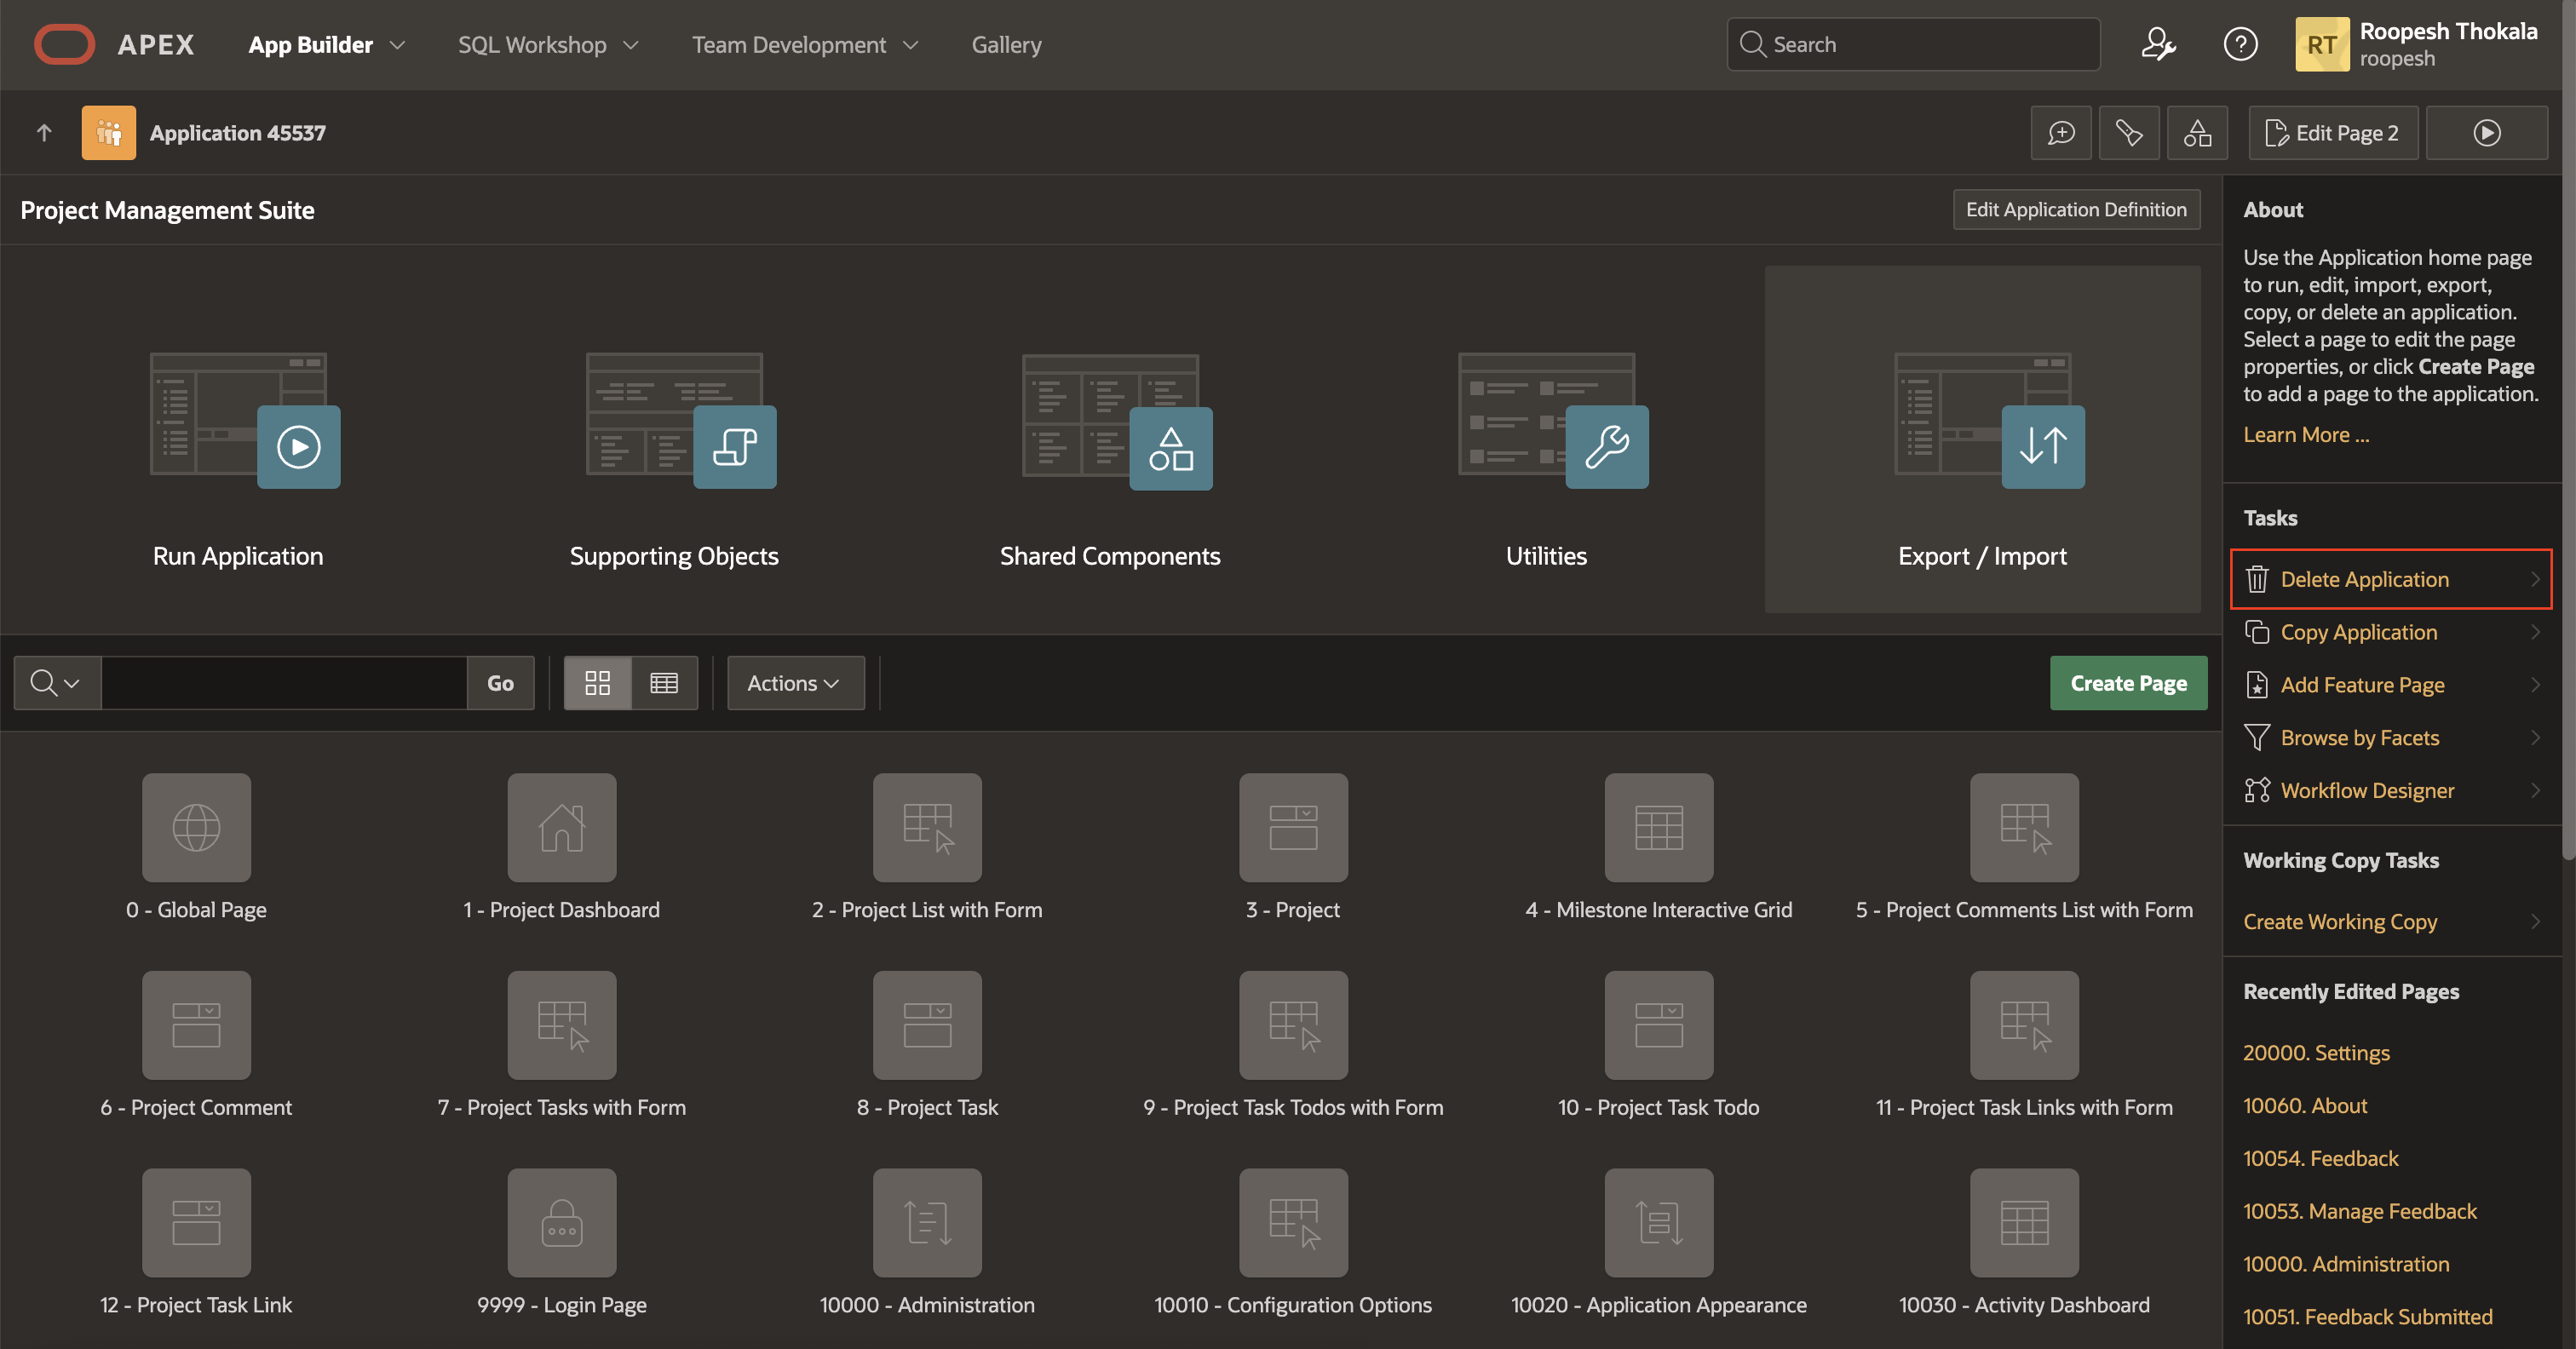 APEX
App Builder
SQL Workshop
Team Development
Gallery
Search
RT
Roopesh Thokala
roopesh
Application 45537
Edit Page 2
Project Management Suite
Edit Application Definition
Run Application
Supporting Objects
Shared Components
Utilities
Export / Import
Go
Actions
Create Page
0 - Global Page
1 - Project Dashboard
2 - Project List with Form
3 - Project
4 - Milestone Interactive Grid
5 - Project Comments List with Form
6 - Project Comment
7 - Project Tasks with Form
8 - Project Task
9 - Project Task Todos with Form
10 - Project Task Todo
11 - Project Task Links with Form
12 - Project Task Link
9999 - Login Page
10000 - Administration
10010 - Configuration Options
10020 - Application Appearance
10030 - Activity Dashboard
About
Use the Application home page
to run, edit, import, export,
copy, or delete an application.
Select a page to edit the page
properties, or click Create Page
to add a page to the application.
Learn More ...
Tasks
Delete Application
Copy Application
Add Feature Page
Browse by Facets
Workflow Designer
Working Copy Tasks
Create Working Copy
Recently Edited Pages
20000. Settings
10060. About
10054. Feedback
10053. Manage Feedback
10000. Administration
10051. Feedback Submitted